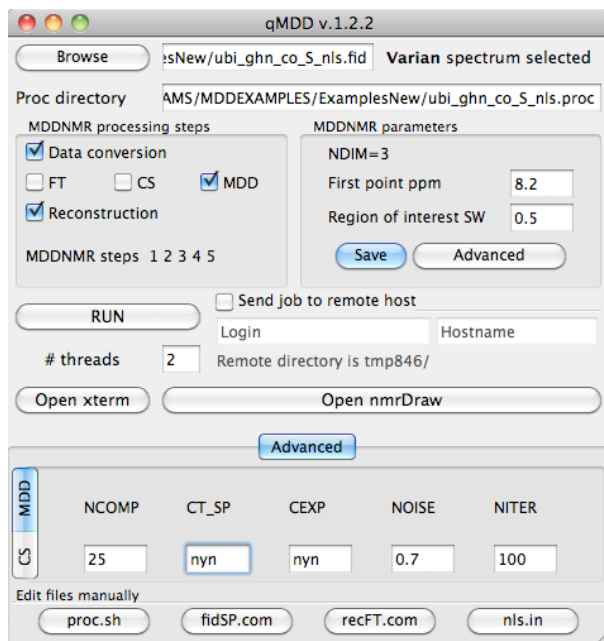 qMDD v.1.2.2
Browse ɛsNew/ubi_ghn_co_S_nls.fid Varian spectrum selected
Proc directory AMS/MDDEXAMPLES/ExamplesNew/ubi_ghn_co_S_nls.proc
MDDNMR processing steps MDDNMR parameters
Data conversion NDIM=3
FT CS MDD First point ppm 8.2
Reconstruction Region of interest SW 0.5
MDDNMR steps 1 2 3 4 5 Save Advanced
Send job to remote host
RUN
Login Hostname
# threads 2 Remote directory is tmp846/
Open xterm Open nmrDraw
Advanced
MDD
NCOMP CT_SP CEXP NOISE NITER
CS
25 nyn nyn 0.7 100
Edit files manually
proc.sh fidSP.com recFT.com nls.in